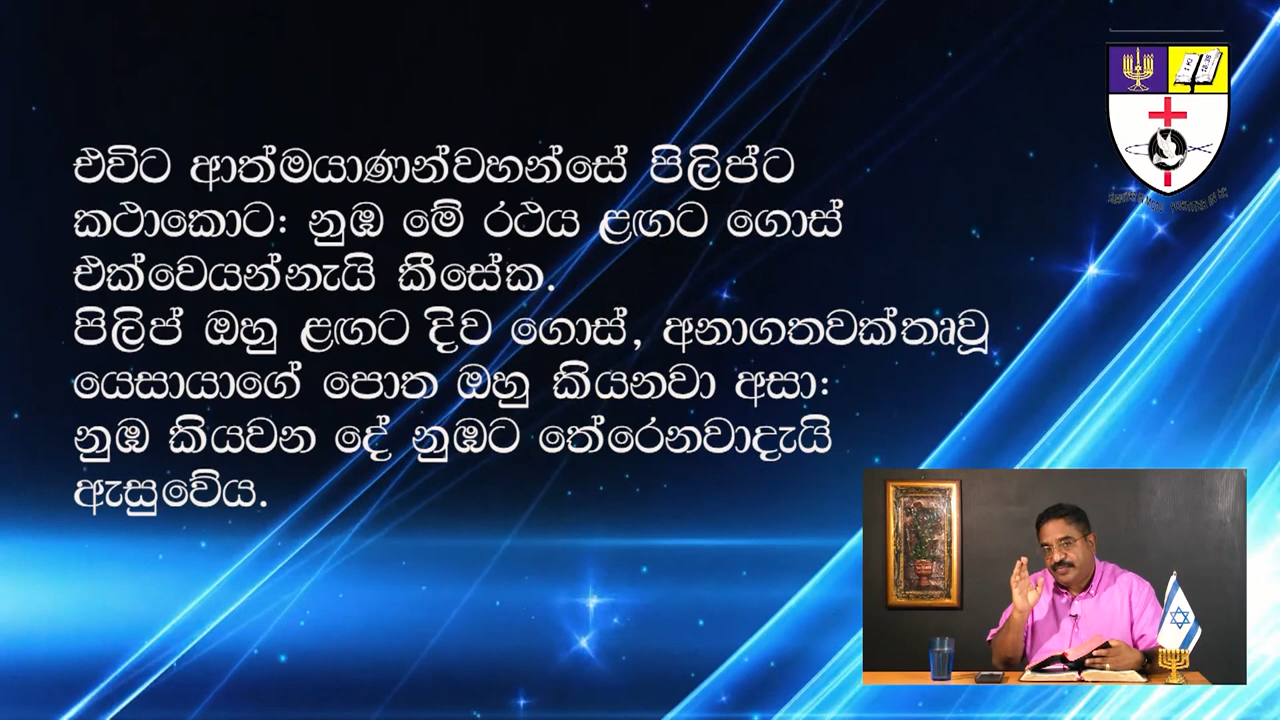 එවිට ආත්මයාණන්වහන්සේ පිලිප්ට
කථාකොට: නුඹ මේ රථය ළඟට ගොස්
එක්වෙයන්නැයි කීසේක.
පිලිප් ඔහු ළඟට දිව ගොස්, අනාගතවක්තෘවූ
යෙසායාගේ පොත ඔහු කියනවා අසා:
නුඹ කියවන දේ නුඹට තේරෙනවාදැයි
ඇසුවේය.